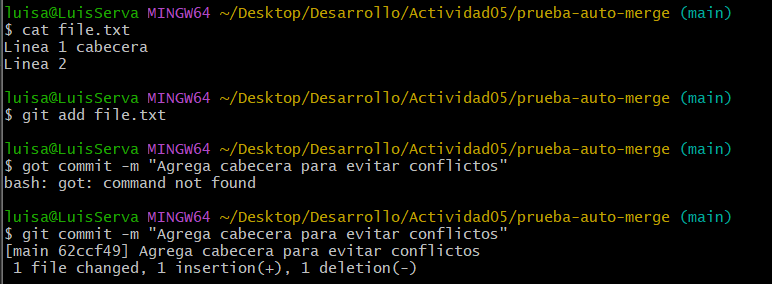 luisa@LuisServa MINGW64 ~/Desktop/Desarrollo/Actividad05/prueba-auto-merge (main)
$ cat file.txt
Linea 1 cabecera
Linea 2
luisa@LuisServa MINGW64 ~/Desktop/Desarrollo/Actividad05/prueba-auto-merge (main)
$ git add file.txt
luisa@LuisServa MINGW64 ~/Desktop/Desarrollo/Actividad05/prueba-auto-merge (main)
$ got commit -m "Agrega cabecera para evitar conflictos"
bash: got: command not found
luisa@LuisServa MINGW64 ~/Desktop/Desarrollo/Actividad05/prueba-auto-merge (main)
$ git commit -m "Agrega cabecera para evitar conflictos"
[main 62ccf49] Agrega cabecera para evitar conflictos
 1 file changed, 1 insertion(+), 1 deletion(-)